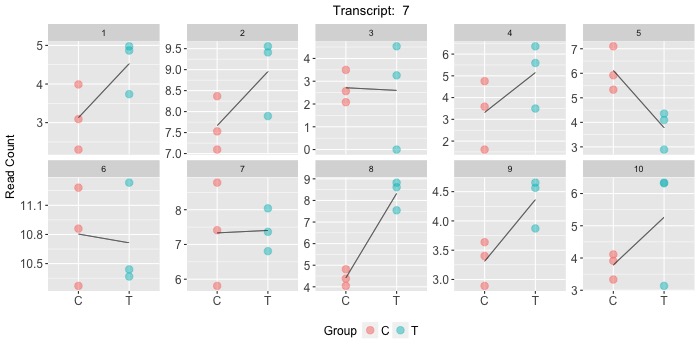 Transcript: 7
Read Count
1 2 3 4 5
5 4 3
9.5 9.0 8.5 8.0 7.5 7.0
4 3 2 1 0
6 5 4 3 2
7 6 5 4 3
6 7 8 9 10
11.1 10.8 10.5
8 7 6
9 8 7 6 5 4
4.5 4.0 3.5 3.0
6 5 4 3
C T C T C T C T C T
Group C T